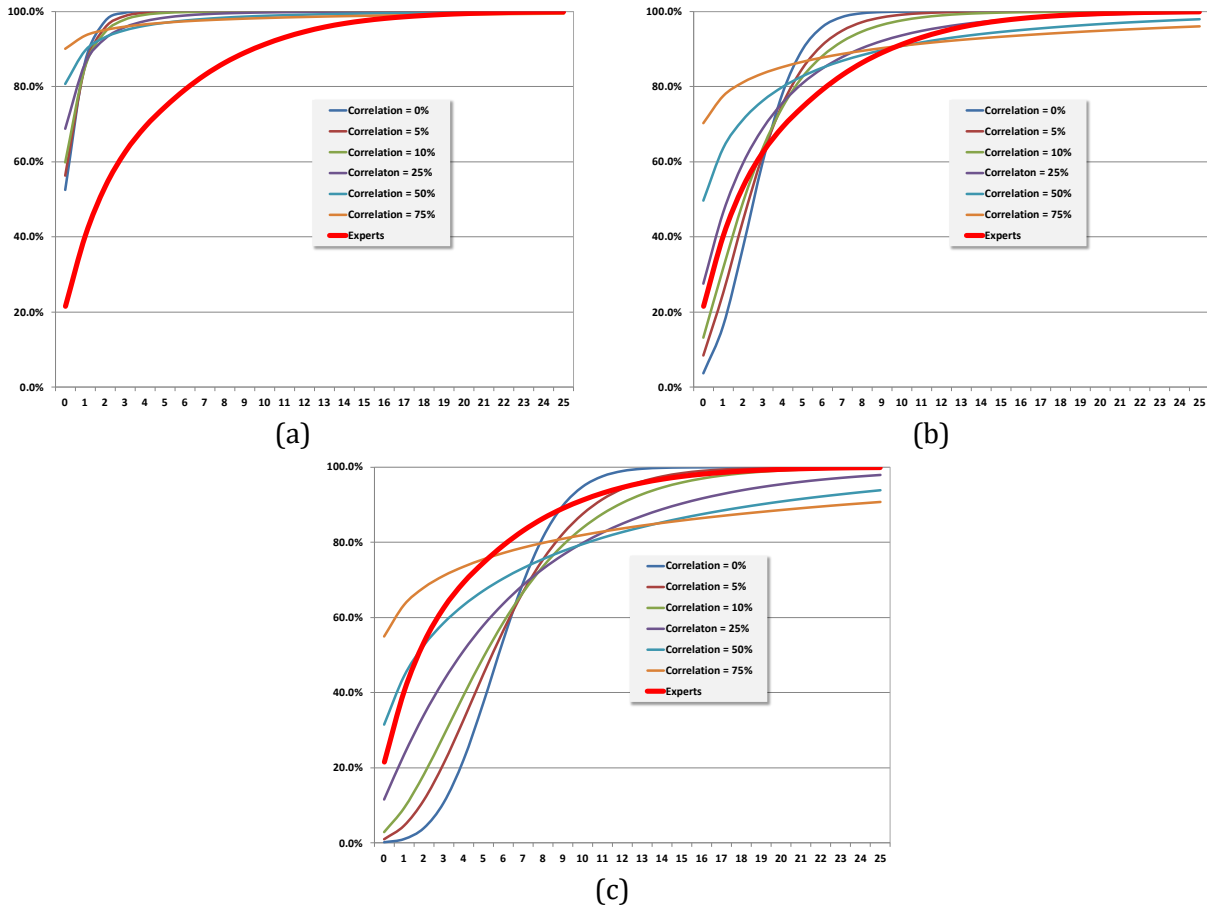 100.0%
80.0%
60.0%
40.0%
20.0%
0.0%
Correlation = 0%
Correlation = 5%
Correlation = 10%
Correlaton = 25%
Correlation = 50%
Correlation = 75%
Experts
0 1 2 3 4 5 6 7 8 9 10 11 12 13 14 15 16 17 18 19 20 21 22 23 24 25
(a)
100.0%
80.0%
60.0%
40.0%
20.0%
0.0%
Correlation = 0%
Correlation = 5%
Correlation = 10%
Correlaton = 25%
Correlation = 50%
Correlation = 75%
Experts
0 1 2 3 4 5 6 7 8 9 10 11 12 13 14 15 16 17 18 19 20 21 22 23 24 25
(b)
100.0%
80.0%
60.0%
40.0%
20.0%
0.0%
Correlation = 0%
Correlation = 5%
Correlation = 10%
Correlaton = 25%
Correlation = 50%
Correlation = 75%
Experts
0 1 2 3 4 5 6 7 8 9 10 11 12 13 14 15 16 17 18 19 20 21 22 23 24 25
(c)